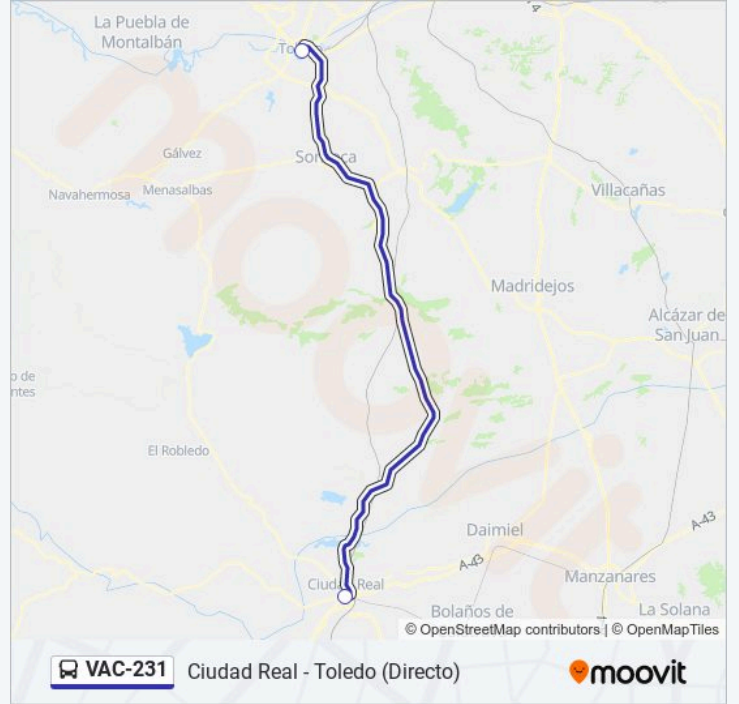 La Puebla de
Montalbán
Gálvez
Navahermosa
Menasalbas
Villacañas
Madridejos
Alcázar de
San Juan
El Robledo
Daimiel
A-43
A-43
Manzanares
Ciudad Real
Bolaños de
La Solana
© OpenStreetMap contributors | © OpenMapTiles
VAC-231
Ciudad Real - Toledo (Directo)
moovit